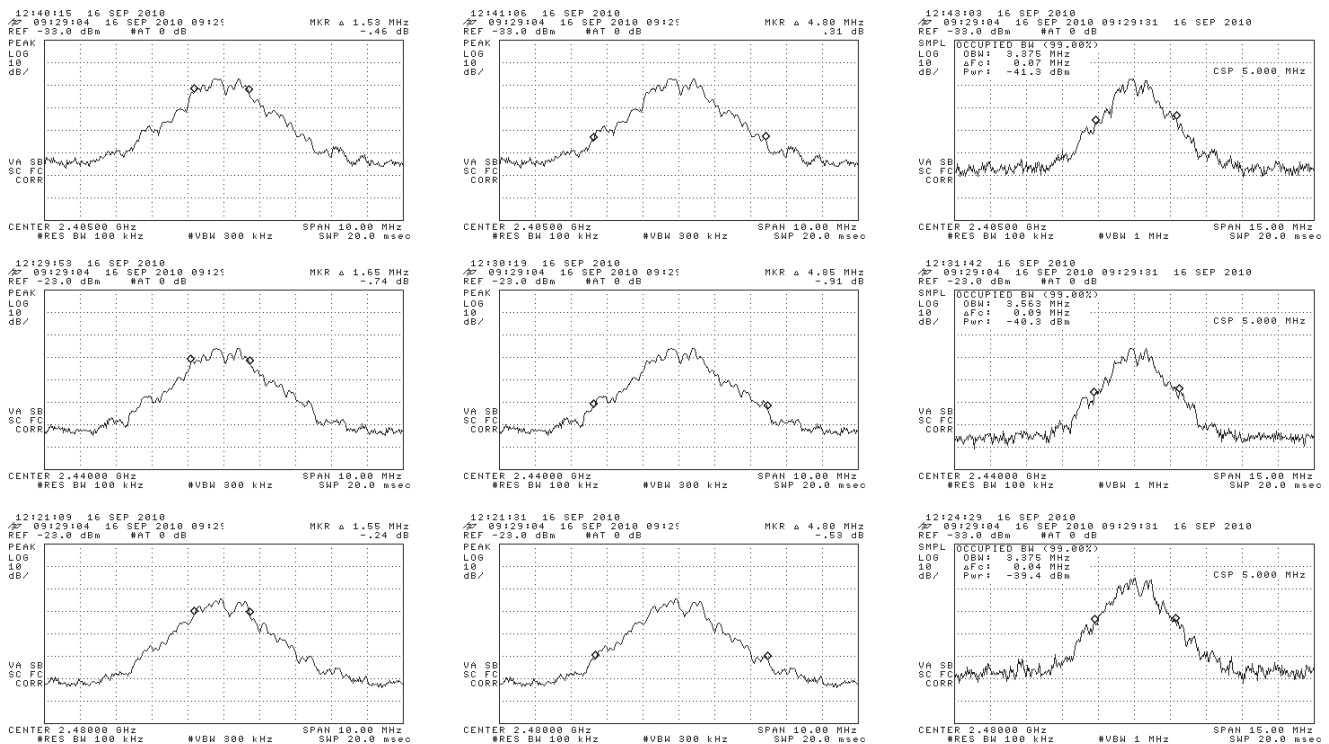 12:40:15 16 SEP 2010
09:29:04 16 SEP 2010 09:29
MKR Δ 1.53 MHz
REF -33.0 dBm #AT 0 dB
-.46 dB
PEAK
LOG
10
dB/
VA SB
SC FC
CORR
CENTER 2.40500 GHz
SPAN 10.00 MHz
#RES BW 100 kHz
#VBW 300 kHz
SWP 20.0 msec
12:41:06 16 SEP 2010
09:29:04 16 SEP 2010 09:29
MKR Δ 4.80 MHz
REF -33.0 dBm #AT 0 dB
.31 dB
PEAK
LOG
10
dB/
VA SB
SC FC
CORR
CENTER 2.40500 GHz
SPAN 10.00 MHz
#RES BW 100 kHz
#VBW 300 kHz
SWP 20.0 msec
12:43:03 16 SEP 2010
09:29:04 16 SEP 2010 09:29:31 16 SEP 2010
REF -33.0 dBm #AT 0 dB
SMPL
LOG
10
dB/
OCCUPIED BW (99.00%)
OBW: 3.375 MHz
ΔFc: 0.07 MHz
Pwr: -41.3 dBm
CSP 5.000 MHz
VA SB
SC FC
CORR
CENTER 2.40500 GHz
SPAN 15.00 MHz
#RES BW 100 kHz
#VBW 1 MHz
SWP 20.0 msec
12:29:53 16 SEP 2010
09:29:04 16 SEP 2010 09:29
MKR Δ 1.65 MHz
REF -23.0 dBm #AT 0 dB
-.74 dB
PEAK
LOG
10
dB/
VA SB
SC FC
CORR
CENTER 2.44000 GHz
SPAN 10.00 MHz
#RES BW 100 kHz
#VBW 300 kHz
SWP 20.0 msec
12:30:19 16 SEP 2010
09:29:04 16 SEP 2010 09:29
MKR Δ 4.85 MHz
REF -23.0 dBm #AT 0 dB
-.91 dB
PEAK
LOG
10
dB/
VA SB
SC FC
CORR
CENTER 2.44000 GHz
SPAN 10.00 MHz
#RES BW 100 kHz
#VBW 300 kHz
SWP 20.0 msec
12:31:42 16 SEP 2010
09:29:04 16 SEP 2010 09:29:31 16 SEP 2010
REF -23.0 dBm #AT 0 dB
SMPL
LOG
10
dB/
OCCUPIED BW (99.00%)
OBW: 3.563 MHz
ΔFc: 0.09 MHz
Pwr: -40.3 dBm
CSP 5.000 MHz
VA SB
SC FC
CORR
CENTER 2.44000 GHz
SPAN 15.00 MHz
#RES BW 100 kHz
#VBW 1 MHz
SWP 20.0 msec
12:21:09 16 SEP 2010
09:29:04 16 SEP 2010 09:29
MKR Δ 1.55 MHz
REF -23.0 dBm #AT 0 dB
-.24 dB
PEAK
LOG
10
dB/
VA SB
SC FC
CORR
CENTER 2.48000 GHz
SPAN 10.00 MHz
#RES BW 100 kHz
#VBW 300 kHz
SWP 20.0 msec
12:21:31 16 SEP 2010
09:29:04 16 SEP 2010 09:29
MKR Δ 4.80 MHz
REF -23.0 dBm #AT 0 dB
-.53 dB
PEAK
LOG
10
dB/
VA SB
SC FC
CORR
CENTER 2.48000 GHz
SPAN 10.00 MHz
#RES BW 100 kHz
#VBW 300 kHz
SWP 20.0 msec
12:24:29 16 SEP 2010
09:29:04 16 SEP 2010 09:29:31 16 SEP 2010
REF -33.0 dBm #AT 0 dB
SMPL
LOG
10
dB/
OCCUPIED BW (99.00%)
OBW: 3.375 MHz
ΔFc: 0.04 MHz
Pwr: -39.4 dBm
CSP 5.000 MHz
VA SB
SC FC
CORR
CENTER 2.48000 GHz
SPAN 15.00 MHz
#RES BW 100 kHz
#VBW 1 MHz
SWP 20.0 msec